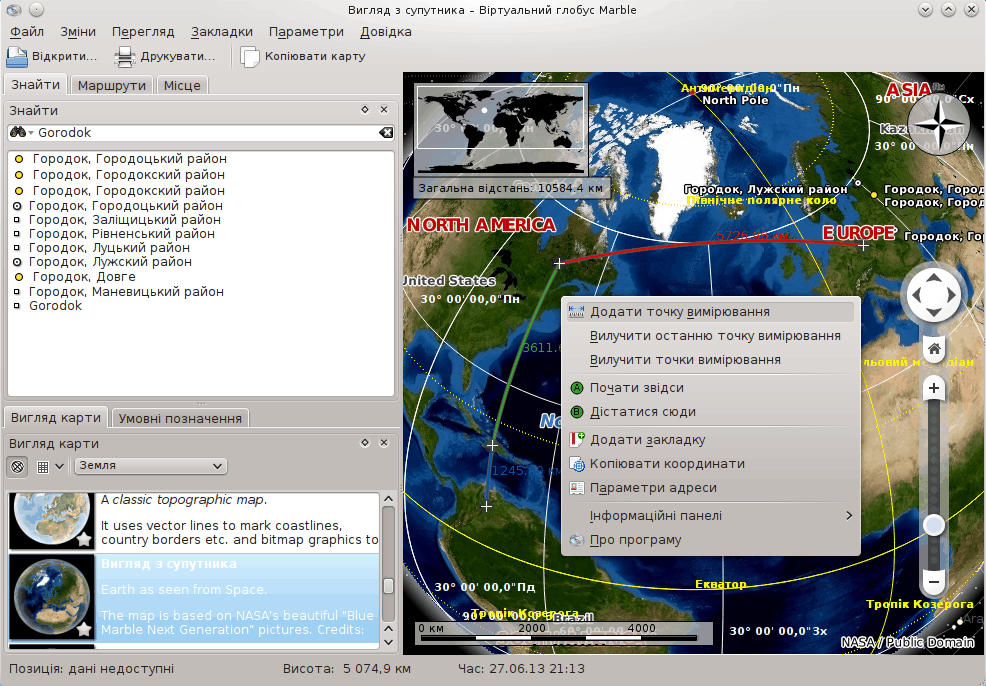 Вигляд з супутника – Віртуальний глобус Marble
Файл Зміни Перегляд Закладки Параметри Довідка
Відкрити... Друкувати... Копіювати карту
Знайти Маршрути Місце
Знайти
Gorodok
Городок, Городоцький район
Городок, Городокский район
Городок, Городокский район
Городок, Городоцький район
Городок, Заліщицький район
Городок, Рівненський район
Городок, Луцький район
Городок, Лужский район
Городок, Довге
Городок, Маневицький район
Gorodok
Вигляд карти Умовні позначення
Вигляд карти
Земля
A classic topographic map.
It uses vector lines to mark coastlines,
country borders etc. and bitmap graphics to
Вигляд з супутника
Earth as seen from Space.
The map is based on NASA's beautiful "Blue
Marble Next Generation" pictures. Credits:
North Pole
ASIA
Загальна відстань: 10584.4 км
Городок, Лужский район
Північне полярне коло
Городок, Горо
Городок, Горо
NORTH AMERICA
EUROPE
Городок, Го
United States
30° 00' 00,0"Пн
3611.
1245.
Додати точку вимірювання
Вилучити останню точку вимірювання
Вилучити точки вимірювання
A Почати звідси
B Дістатися сюди
Додати закладку
Копіювати координати
Параметри адреси
Інформаційні панелі
Про програму
30° 00' 00,0"Пд
Екватор
Тропік Козерога
Тропік Козерога
0 км 2000 4000
30° 00' 00,0"Зх
NASA / Public Domain
Позиція: дані недоступні Висота: 5 074,9 км Час: 27.06.13 21:13